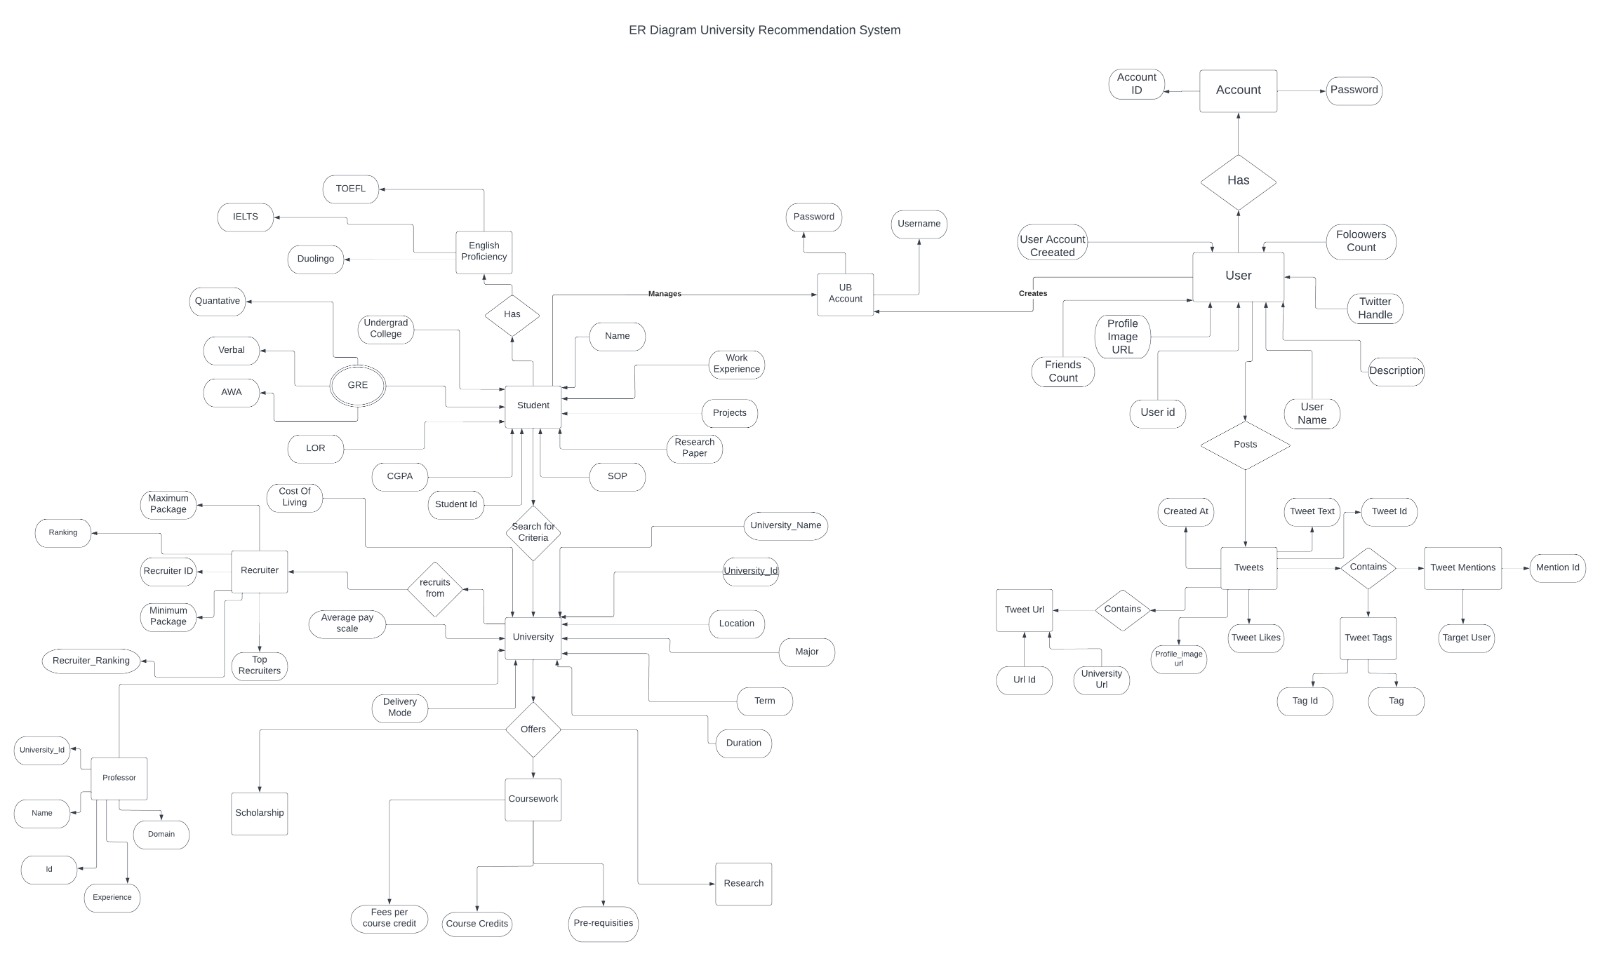 ER Diagram University Recommendation System
Account
ID
Account
Password
Has
TOEFL
IELTS
English
Proficiency
Duolingo
Password
Username
User Account
Creeated
Foloowers
Count
User
UB
Account
Manages
Creates
Quantative
Has
Undergrad
College
Name
Twitter
Handle
Profile
Image
URL
Verbal
Work
Experience
Friends
Count
Description
GRE
AWA
Student
Projects
User id
User
Name
LOR
Research
Paper
Posts
CGPA
SOP
Cost Of
Living
Student Id
Maximum
Package
Search for
Criteria
University_Name
Created At
Tweet Text
Tweet Id
Ranking
Recruiter ID
Recruiter
recruits
from
University_Id
Tweets
Contains
Tweet Mentions
Mention Id
Minimum
Package
Average pay
scale
University
Location
Tweet Url
Contains
Tweet Likes
Tweet Tags
Target User
Major
Profile_image
url
Recruiter_Ranking
Top
Recruiters
Url Id
University
Url
Delivery
Mode
Term
Tag Id
Tag
Offers
Duration
University_Id
Professor
Name
Domain
Scholarship
Coursework
Id
Experience
Research
Fees per
course credit
Course Credits
Pre-requisities